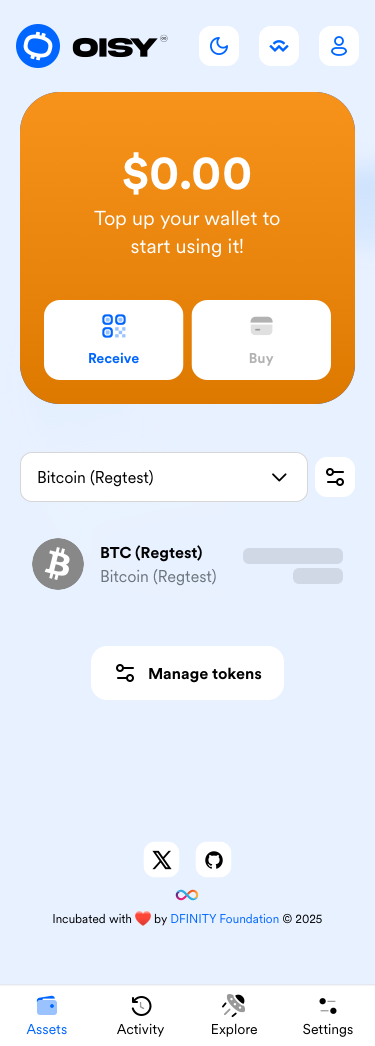 OISY
$0.00
Top up your wallet to
start using it!
Receive
Buy
Bitcoin (Regtest)
BTC (Regtest)
Bitcoin (Regtest)
Manage tokens
Incubated with ❤️ by DFINITY Foundation © 2025
Assets
Activity
Explore
Settings